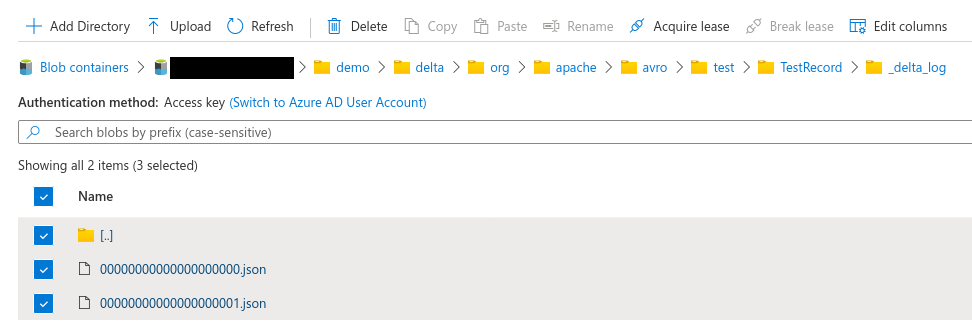 Add Directory Upload Refresh Delete Copy Paste Rename Acquire lease Break lease Edit columns
Blob containers > > demo > delta > org > apache > avro > test > TestRecord > _delta_log
Authentication method: Access key (Switch to Azure AD User Account)
Search blobs by prefix (case-sensitive)
Showing all 2 items (3 selected)
Name
[..]
00000000000000000000.json
00000000000000000001.json